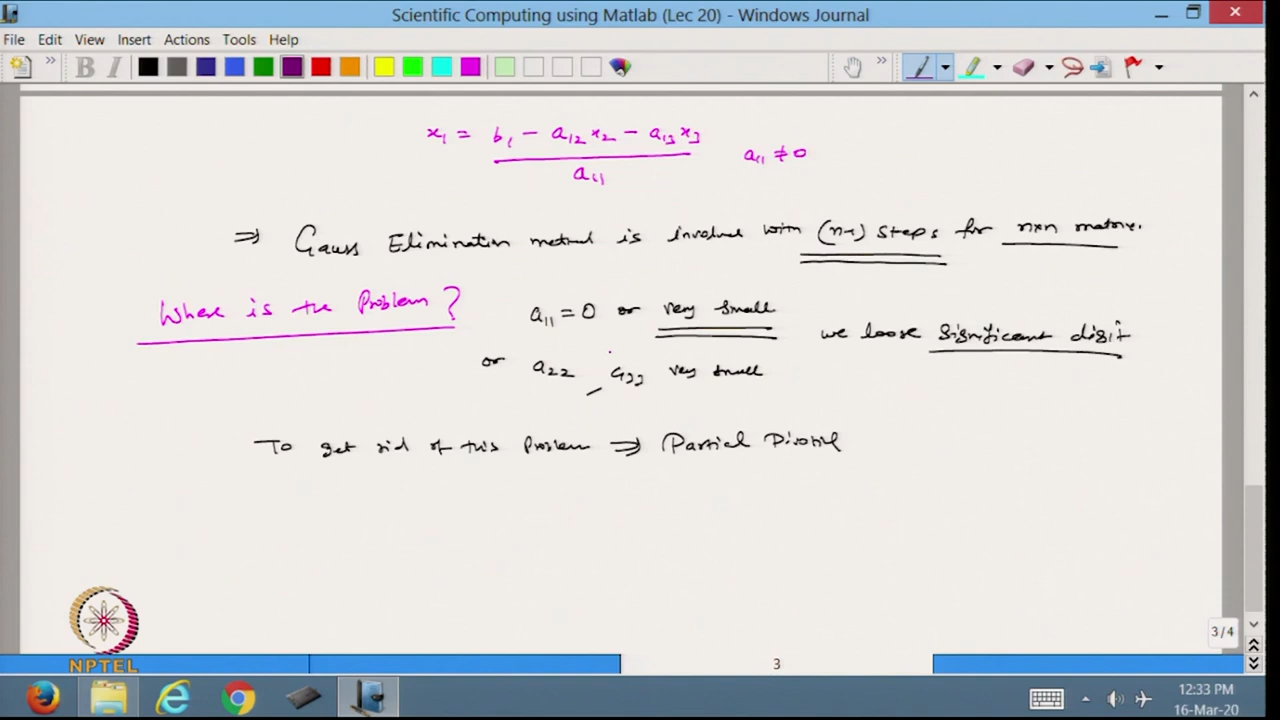 Scientific Computing using Matlab (Lec 20) - Windows Journal
File Edit View Insert Actions Tools Help
x₁ = b₁ - a₁₂x₂ - a₁₃x₃
a₁₁
a₁₁ ≠ 0
⇒ Gauss Elimination method is involved with (n-1) steps for n×n matrix.
Where is the Problem?
a₁₁ = 0 or very small
we loose significant digit
or a₂₂, a₃₃ very small
To get rid of this Problem ⇒ Partial Pivoting
3/4
NPTEL
3
12:33 PM
16-Mar-20